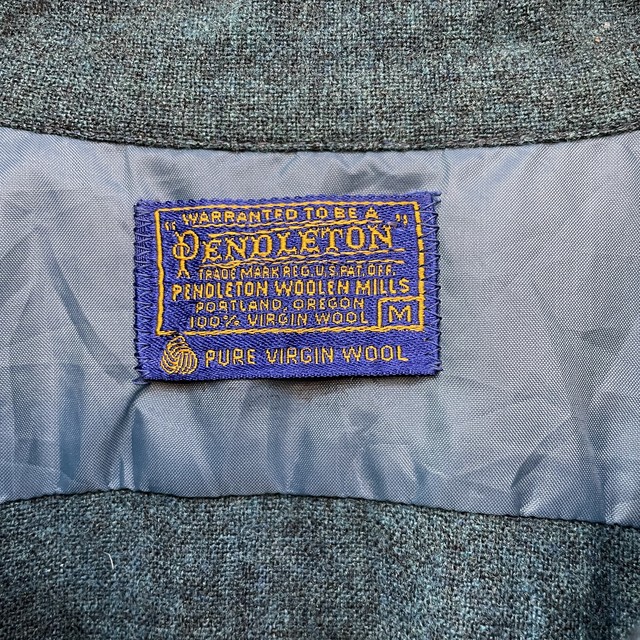 WARRANTED TO BE A
"PENDLETON"
TRADE MARK REG. U.S. PAT. OFF.
PENDLETON WOOLEN MILLS
PORTLAND, OREGON
100% VIRGIN WOOL M
PURE VIRGIN WOOL